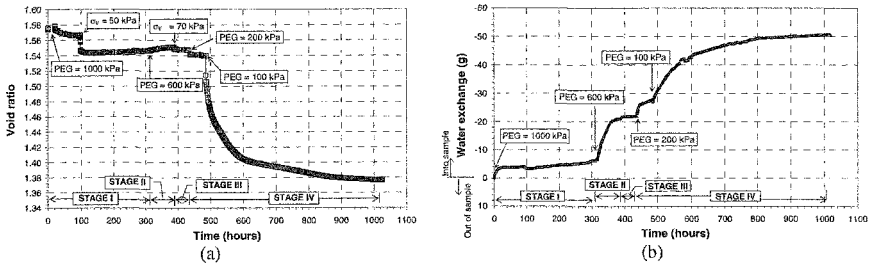 1.60
1.58
1.56
1.54
1.52
1.50
1.48
1.46
1.44
1.42
1.40
1.38
1.36
1.34
Void ratio
σv = 50 kPa
σv = 70 kPa
PEG = 200 kPa
PEG = 1000 kPa
PEG = 100 kPa
PEG = 600 kPa
STAGE II
STAGE III
STAGE I
STAGE IV
0 100 200 300 400 500 600 700 800 900 1000 1100
Time (hours)
(a)
-60
-50
-40
-30
-20
-10
0
10
Water exchange (g)
Into sample
Out of sample
PEG = 100 kPa
PEG = 600 kPa
PEG = 1000 kPa
PEG = 200 kPa
STAGE II
STAGE III
STAGE I
STAGE IV
0 100 200 300 400 500 600 700 800 900 1000 1100
Time (hours)
(b)